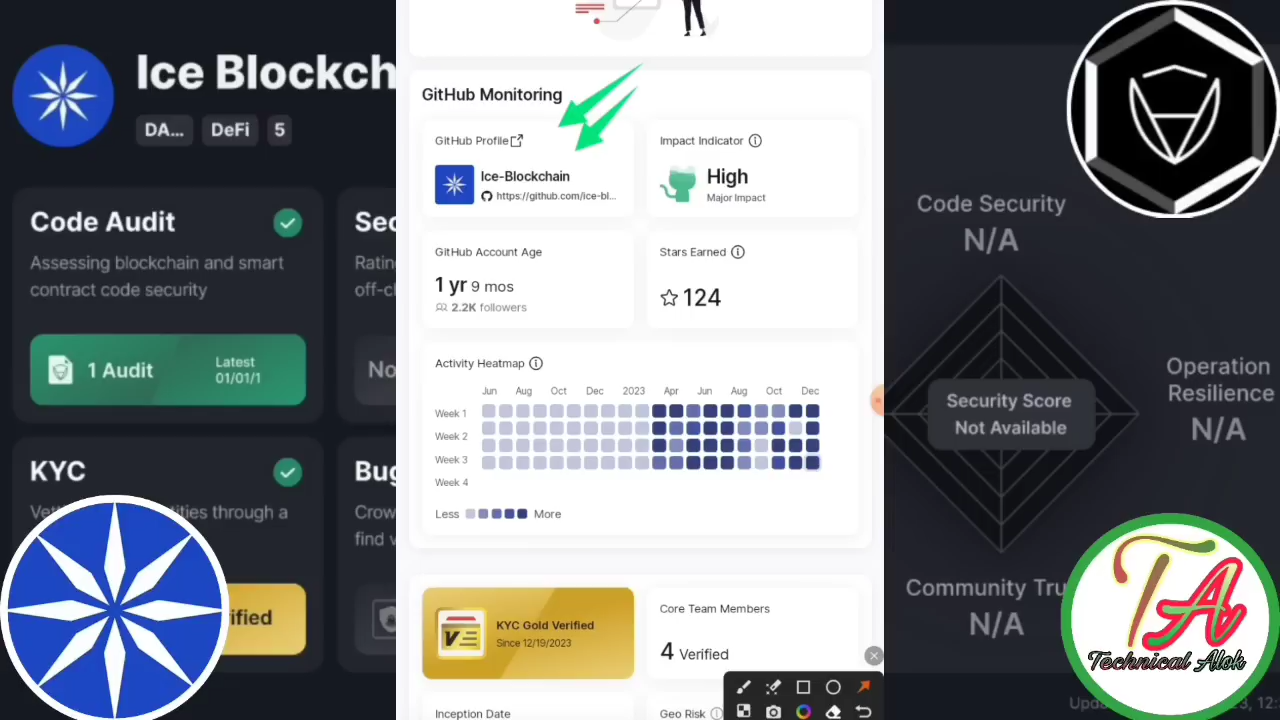 Ice Blockch
DA...
DeFi
5
Code Audit
Assessing blockchain and smart
contract code security
1 Audit
Latest
01/01/1
Sec
Ratin
off-cl
No
KYC
through a
Bug
Crow
find v
ified
GitHub Monitoring
GitHub Profile
Ice-Blockchain
https://github.com/ice-bl...
Impact Indicator
High
Major Impact
GitHub Account Age
1 yr 9 mos
2.2K followers
Stars Earned
124
Activity Heatmap
Jun Aug Oct Dec 2023 Apr Jun Aug Oct Dec
Week 1
Week 2
Week 3
Week 4
Less
More
KYC Gold Verified
Since 12/19/2023
Core Team Members
4 Verified
Inception Date
Geo Risk
Code Security
N/A
Operation
Resilience
N/A
Security Score
Not Available
Community Tru
N/A
TA
Technical Alok